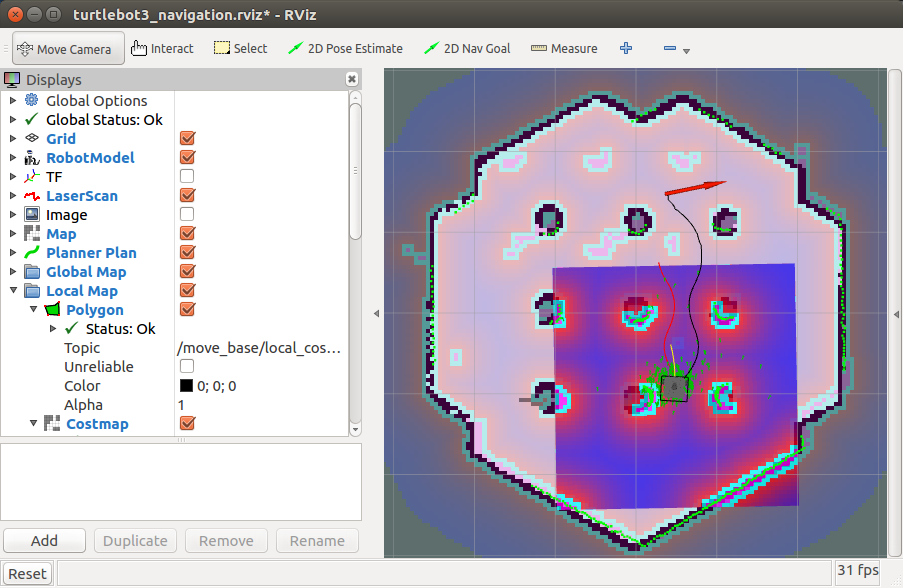 turtlebot3_navigation.rviz* - RViz
Move Camera Interact Select 2D Pose Estimate 2D Nav Goal Measure
Displays
Global Options
Global Status: Ok
Grid
RobotModel
TF
LaserScan
Image
Map
Planner Plan
Global Map
Local Map
Polygon
Status: Ok
Topic /move_base/local_cos...
Unreliable
Color 0; 0; 0
Alpha 1
Costmap
Add Duplicate Remove Rename
Reset 31 fps